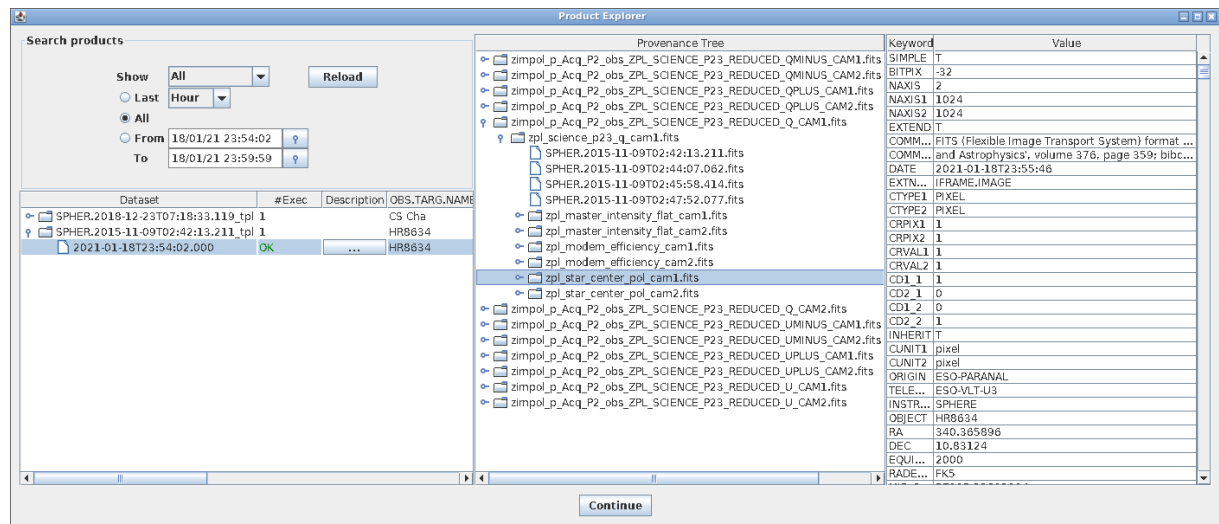 Product Explorer
Search products
Show All Reload
Last Hour
All
From 18/01/21 23:54:02
To 18/01/21 23:59:59
Dataset #Exec Description OBS.TARG.NAME
SPHER.2018-12-23T07:18:33.119_tpl 1 CS Cha
SPHER.2015-11-09T02:42:13.211_tpl 1 HR8634
2021-01-18T23:54:02.000 OK ... HR8634
Provenance Tree
zimpol_p_Acq_P2_obs_ZPL_SCIENCE_P23_REDUCED_QMINUS_CAM1.fits
zimpol_p_Acq_P2_obs_ZPL_SCIENCE_P23_REDUCED_QMINUS_CAM2.fits
zimpol_p_Acq_P2_obs_ZPL_SCIENCE_P23_REDUCED_QPLUS_CAM1.fits
zimpol_p_Acq_P2_obs_ZPL_SCIENCE_P23_REDUCED_QPLUS_CAM2.fits
zimpol_p_Acq_P2_obs_ZPL_SCIENCE_P23_REDUCED_Q_CAM1.fits
zpl_science_p23_q_cam1.fits
SPHER.2015-11-09T02:42:13.211.fits
SPHER.2015-11-09T02:44:07.062.fits
SPHER.2015-11-09T02:45:58.414.fits
SPHER.2015-11-09T02:47:52.077.fits
zpl_master_intensity_flat_cam1.fits
zpl_master_intensity_flat_cam2.fits
zpl_modem_efficiency_cam1.fits
zpl_modem_efficiency_cam2.fits
zpl_star_center_pol_cam1.fits
zpl_star_center_pol_cam2.fits
zimpol_p_Acq_P2_obs_ZPL_SCIENCE_P23_REDUCED_Q_CAM2.fits
zimpol_p_Acq_P2_obs_ZPL_SCIENCE_P23_REDUCED_UMINUS_CAM1.fits
zimpol_p_Acq_P2_obs_ZPL_SCIENCE_P23_REDUCED_UMINUS_CAM2.fits
zimpol_p_Acq_P2_obs_ZPL_SCIENCE_P23_REDUCED_UPLUS_CAM1.fits
zimpol_p_Acq_P2_obs_ZPL_SCIENCE_P23_REDUCED_UPLUS_CAM2.fits
zimpol_p_Acq_P2_obs_ZPL_SCIENCE_P23_REDUCED_U_CAM1.fits
zimpol_p_Acq_P2_obs_ZPL_SCIENCE_P23_REDUCED_U_CAM2.fits
Keyword Value
SIMPLE T
BITPIX -32
NAXIS 2
NAXIS1 1024
NAXIS2 1024
EXTEND T
COMM... FITS (Flexible Image Transport System) format ...
COMM... and Astrophysics', volume 376, page 359; bibc...
DATE 2021-01-18T23:55:46
EXTN... IFRAME.IMAGE
CTYPE1 PIXEL
CTYPE2 PIXEL
CRPIX1 1
CRPIX2 1
CRVAL1 1
CRVAL2 1
CD1_1 1
CD2_1 0
CD1_2 0
CD2_2 1
INHERIT T
CUNIT1 pixel
CUNIT2 pixel
ORIGIN ESO-PARANAL
TELE... ESO-VLT-U3
INSTR... SPHERE
OBJECT HR8634
RA 340.365896
DEC 10.83124
EQUI... 2000
RADE... FK5
Continue